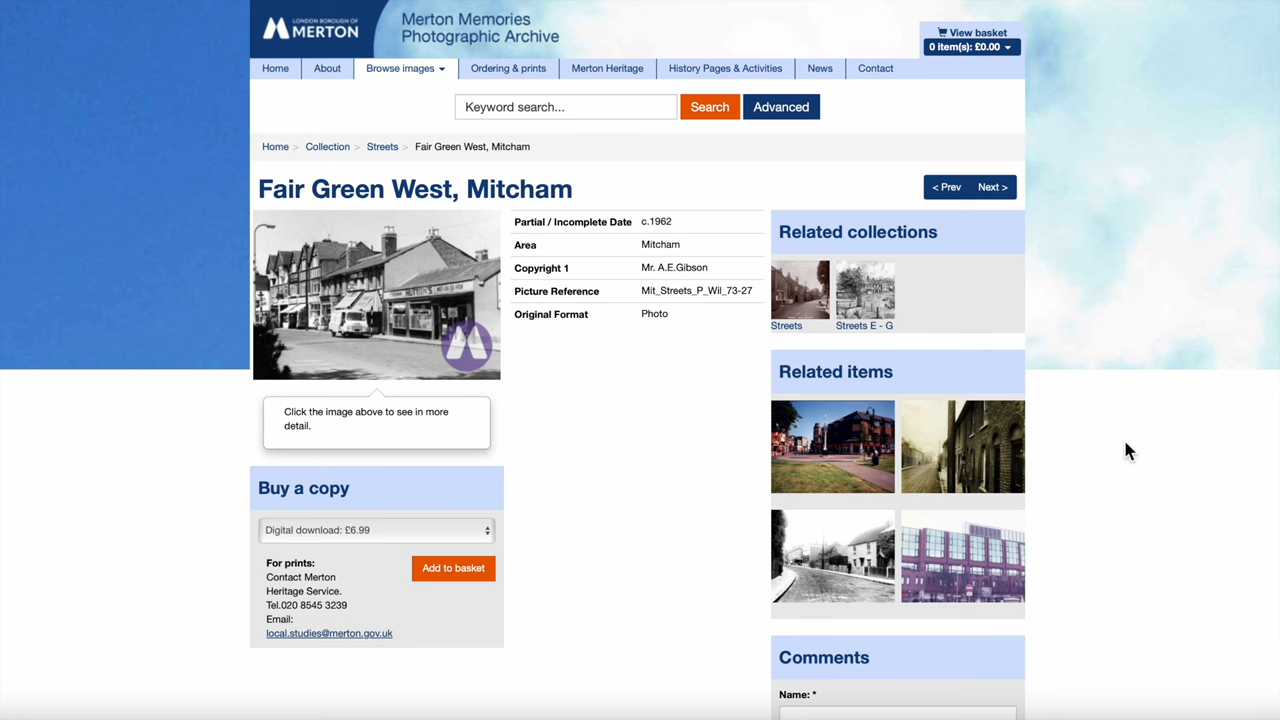 LONDON BOROUGH OF
MERTON
Merton Memories
Photographic Archive
View basket
0 item(s): £0.00
Home
About
Browse images
Ordering & prints
Merton Heritage
History Pages & Activities
News
Contact
Keyword search...
Search
Advanced
Home > Collection > Streets > Fair Green West, Mitcham
Fair Green West, Mitcham
< Prev Next >
Partial / Incomplete Date c.1962
Area Mitcham
Copyright 1 Mr. A.E.Gibson
Picture Reference Mit_Streets_P_Wil_73-27
Original Format Photo
Click the image above to see in more
detail.
Buy a copy
Digital download: £6.99
For prints:
Contact Merton
Heritage Service.
Tel.020 8545 3239
Email:
local.studies@merton.gov.uk
Add to basket
Related collections
Streets
Streets E - G
Related items
Comments
Name: *